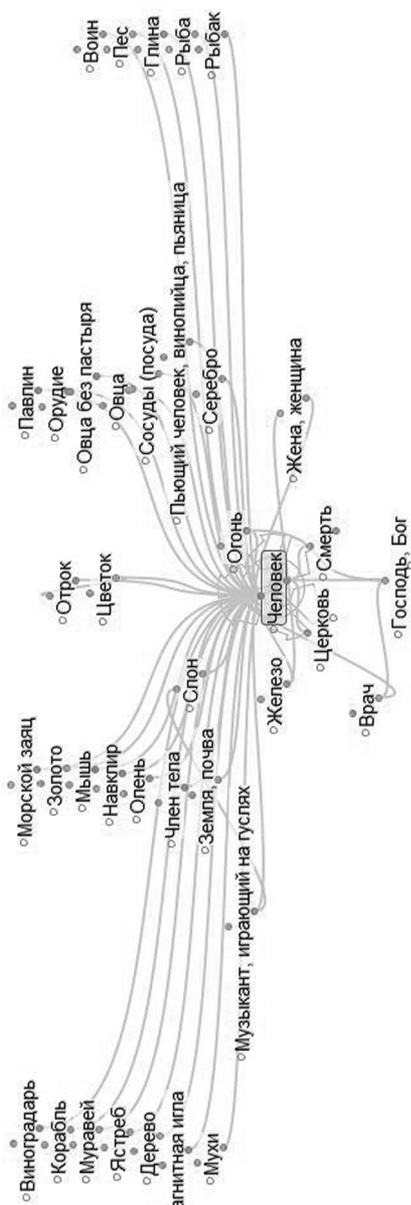 Воин
Пес
Глина
Рыба
Рыбак
Павлин
Орудие
Овца без пастыря
Овца
Сосуды (посуда)
Пьющий человек, винопийца, пьяница
Серебро
Жена, женщина
Отрок
Цветок
Огонь
Человек
Церковь
Смерть
Господь, Бог
Морской заяц
Золото
Мышь
Навклир
Олень
Член тела
Слон
Земля, почва
Железо
Врач
Музыкант, играющий на гуслях
Виноградарь
Корабль
Муравей
Ястреб
Дерево
агнитная игла
Мухи